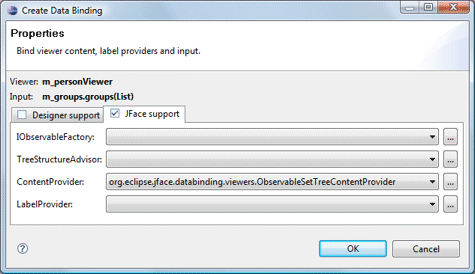 Create Data Binding
Properties
Bind viewer content, label providers and input.
Viewer: m_personViewer
Input: m_groups.groups(List)
Designer support JFace support
IObservableFactory: ...
TreeStructureAdvisor: ...
ContentProvider: org.eclipse.jface.databinding.viewers.ObservableSetTreeContentProvider ...
LabelProvider: ...
? OK Cancel